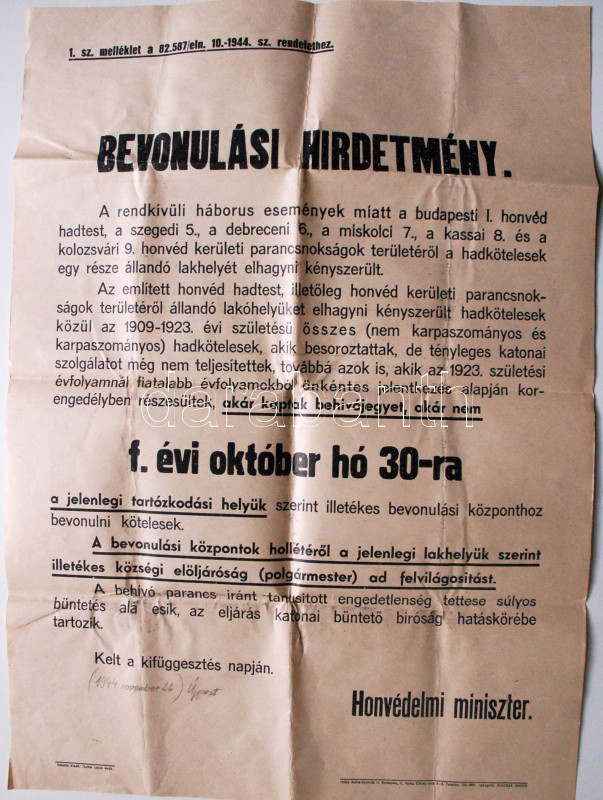 1. sz. melléklet a 82.587/eln. 10.-1944. sz. rendelethez.
BEVONULÁSI HIRDETMÉNY.
A rendkívüli háborus események miatt a budapesti I. honvéd
hadtest, a szegedi 5., a debreceni 6., a miskolci 7., a kassai 8. és a
kolozsvári 9. honvéd kerületi parancsnokságok területéről a hadkötelesek
egy része állandó lakhelyét elhagyni kényszerült.
Az említett honvéd hadtest, illetőleg honvéd kerületi parancsnok-
ságok területéről állandó lakóhelyüket elhagyni kényszerült hadkötelesek
közül az 1909-1923. évi születésü összes (nem karpaszományos és
karpaszományos) hadkötelesek, akik besoroztattak, de tényleges katonai
szolgálatot még nem teljesítettek, továbbá azok is, akik az 1923. születési
évfolyamnál fiatalabb évfolyamokból önkéntes jelentkezés alapján kor-
engedélyben részesültek, akár kaptak behívójegyet, akár nem
f. évi október hó 30-ra
a jelenlegi tartózkodási helyük szerint illetékes bevonulási központhoz
bevonulni kötelesek.
A bevonulási központok hollétéről a jelenlegi lakhelyük szerint
illetékes községi elöljáróság (polgármester) ad felvilágosítást.
A behívó parancs iránt tanusított engedetlenség tettese súlyos
büntetés alá esik, az eljárás katonai büntető biróság hatáskörébe
tartozik.
Kelt a kifüggesztés napján.
(1944 november 22) Újpest
Honvédelmi miniszter.
darabanth